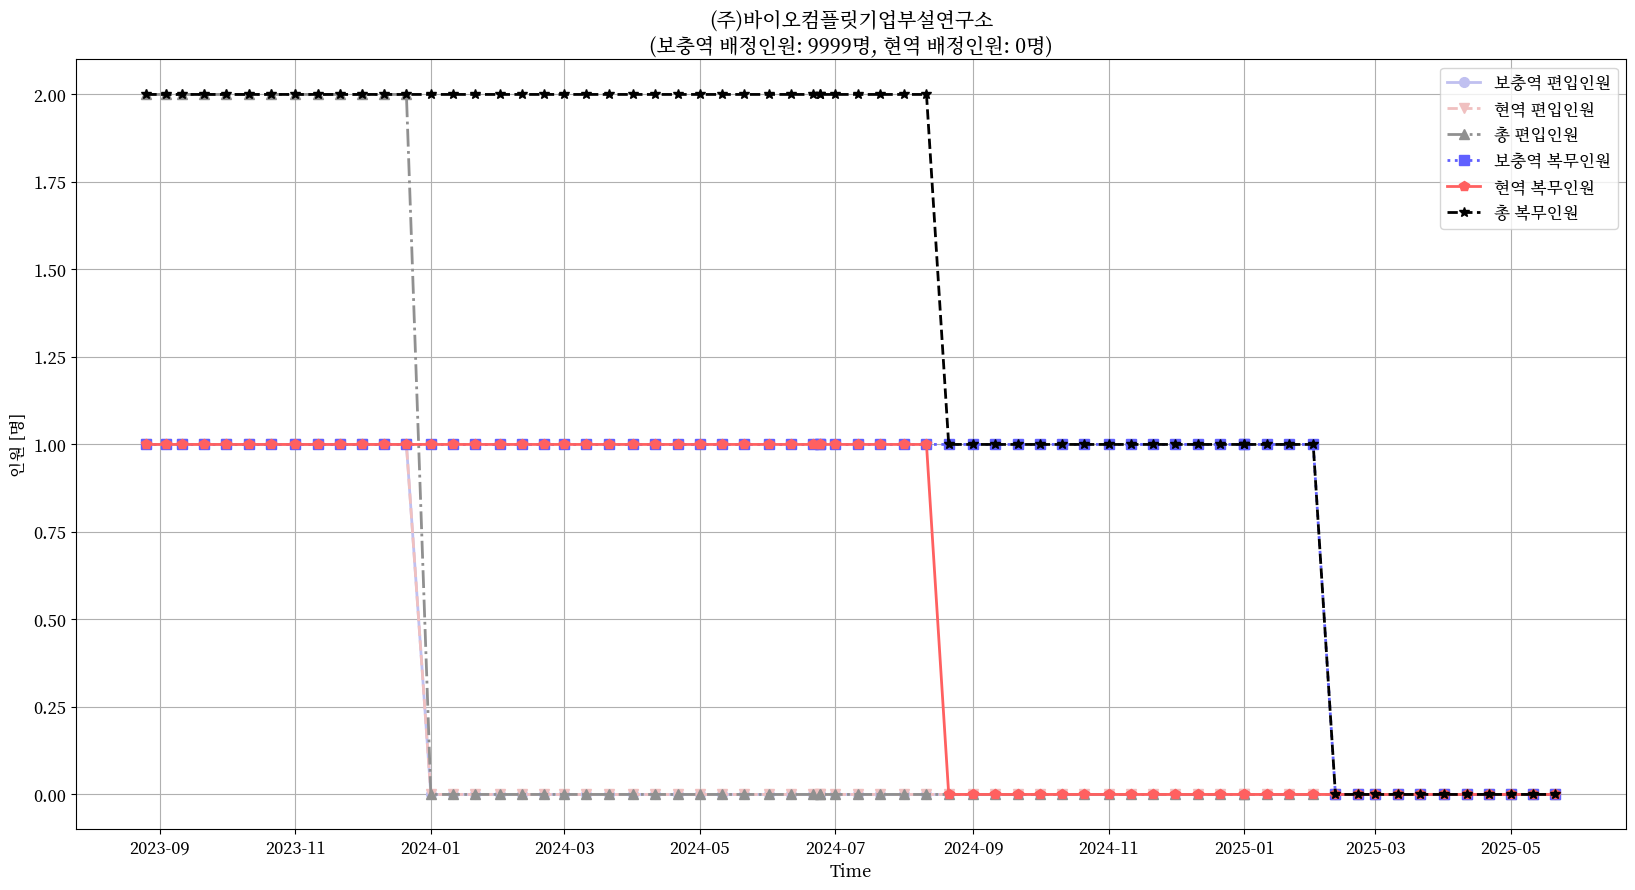 (주)바이오컴플릿기업부설연구소
(보충역 배정인원: 9999명, 현역 배정인원: 0명)
보충역 편입인원
현역 편입인원
총 편입인원
보충역 복무인원
현역 복무인원
총 복무인원
2.00
1.75
1.50
1.25
1.00
0.75
0.50
0.25
0.00
인원 [명]
2023-09 2023-11 2024-01 2024-03 2024-05 2024-07 2024-09 2024-11 2025-01 2025-03 2025-05
Time